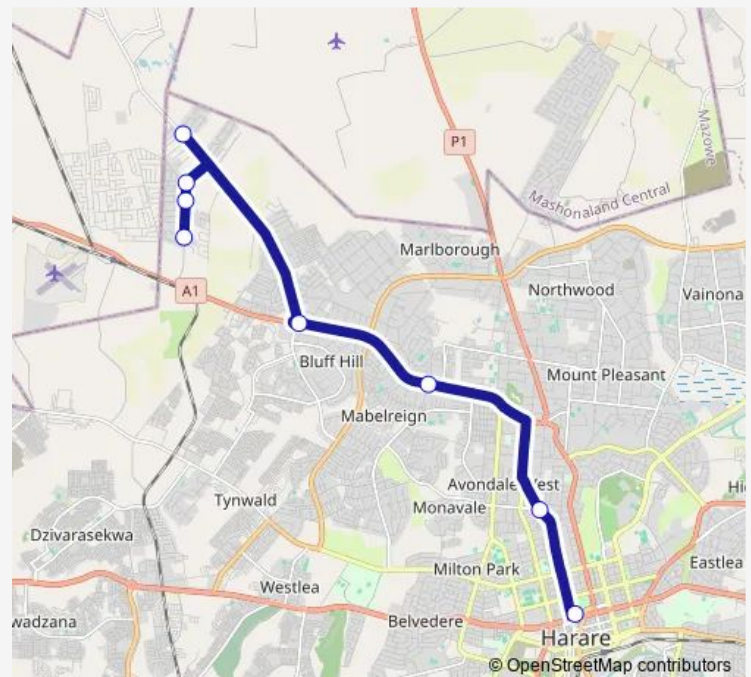 P1
Mazowe
Mashonaland Central
Marlborough
A1
Northwood
Vainona
Bluff Hill
Mount Pleasant
Mabelreign
Avondale West
Tynwald
Monavale
Dzivarasekwa
Milton Park
Eastlea
Westlea
wadzana
Belvedere
Harare
© OpenStreetMap contributors